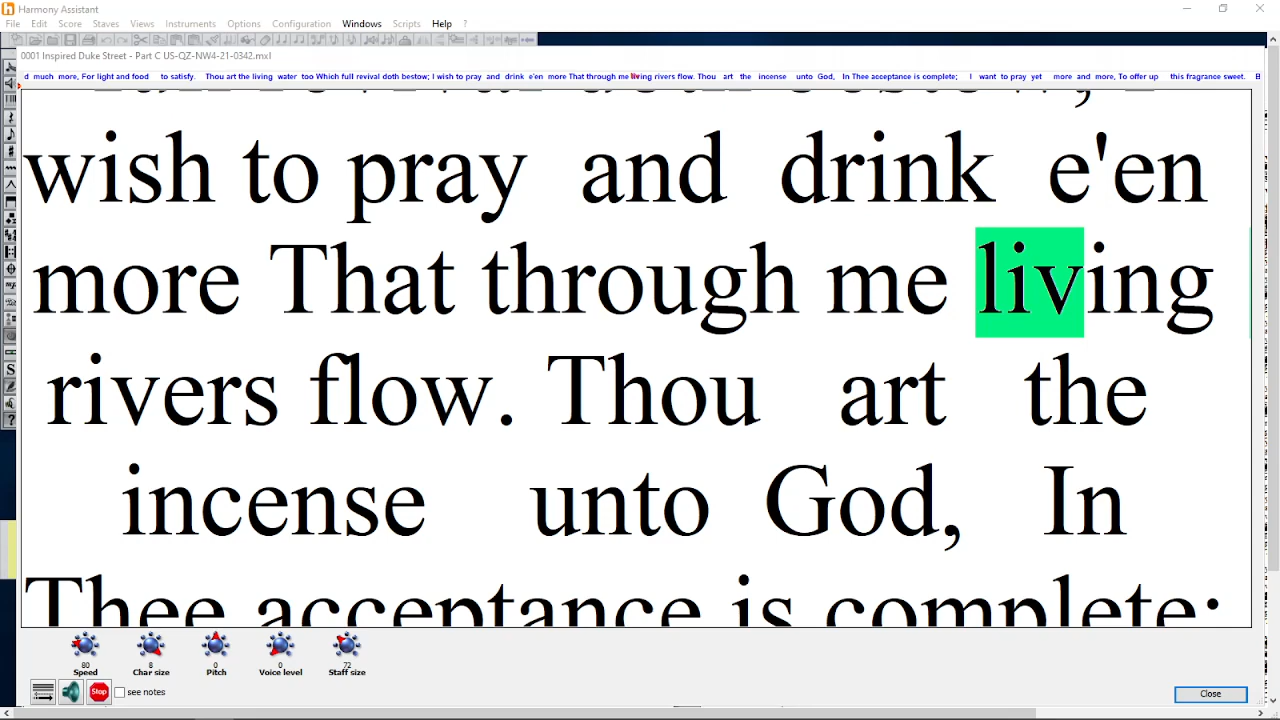 Harmony Assistant
File Edit Score Staves Views Instruments Options Configuration Windows Scripts Help ?
0001 Inspired Duke Street - Part C US-QZ-NW4-21-0342.mxl
d much more, For light and food to satisfy. Thou art the living water too Which full revival doth bestow; I wish to pray and drink e'en more That through me living rivers flow. Thou art the incense unto God, In Thee acceptance is complete; I want to pray yet more and more, To offer up this fragrance sweet. B
wish to pray and drink e'en
more That through me living
rivers flow. Thou art the
incense unto God, In
Thee acceptance is complete;
80 8 0 0 72
Speed Char size Pitch Voice level Staff size
Stop see notes Close